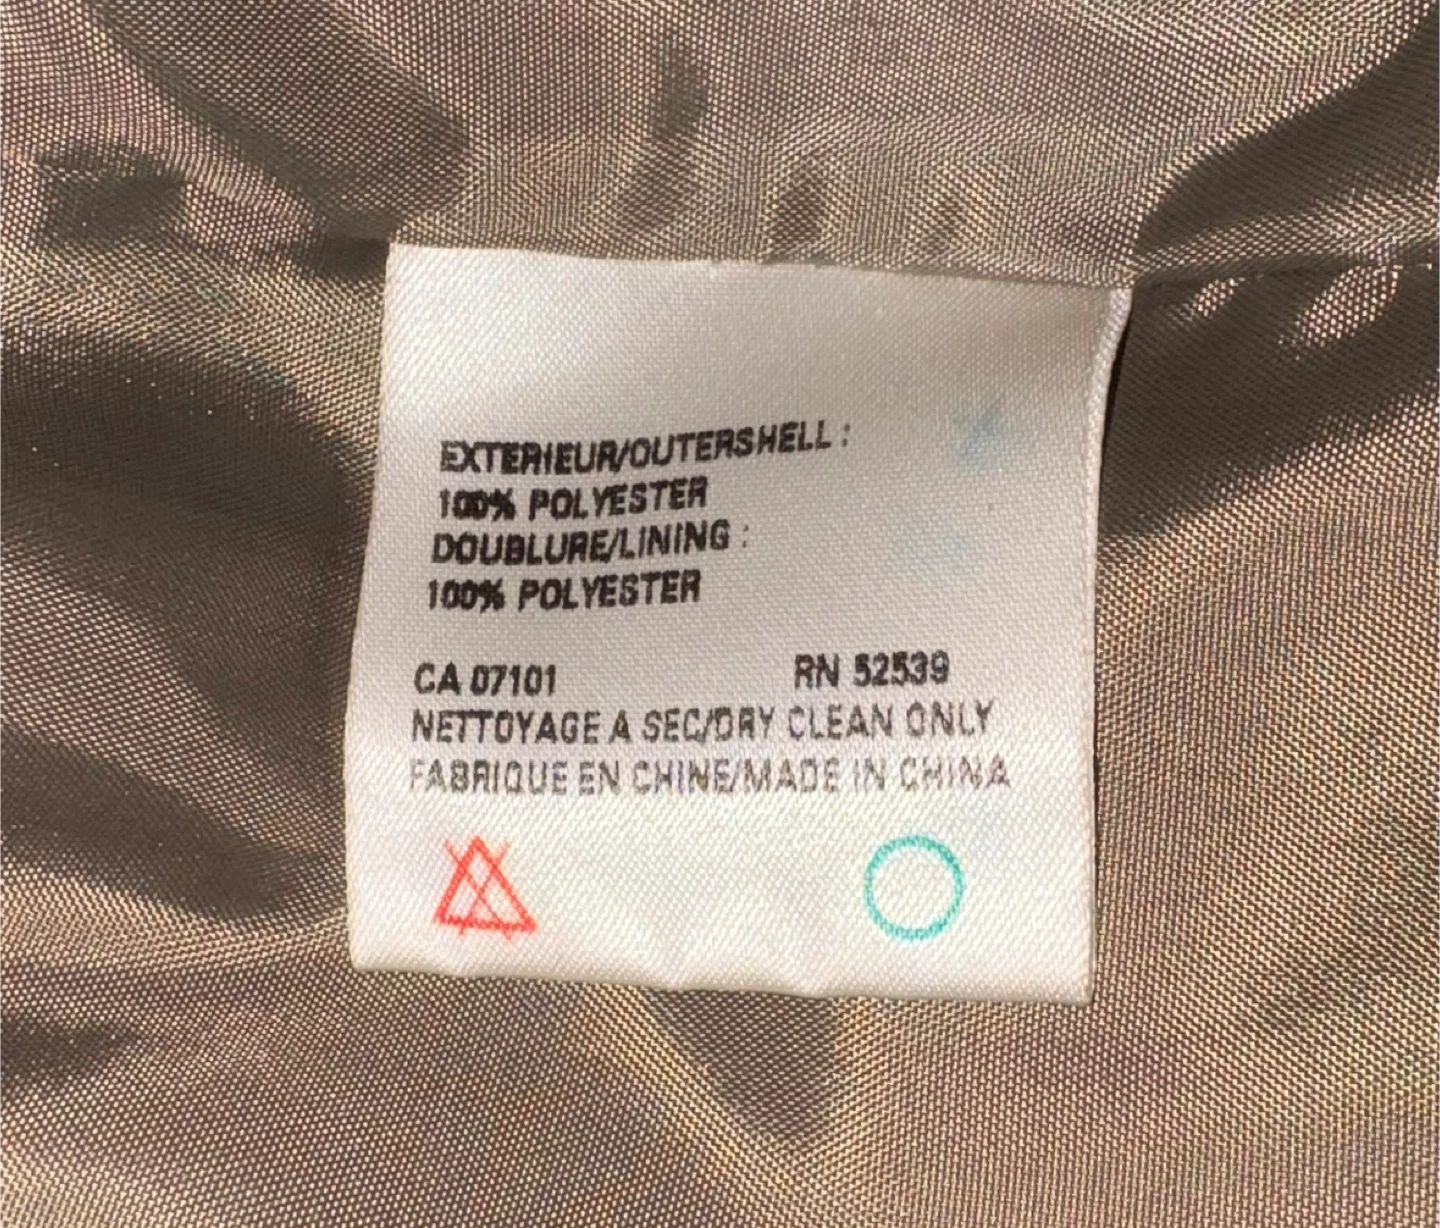 EXTERIEUR/OUTERSHELL :
100% POLYESTER
DOUBLURE/LINING :
100% POLYESTER
CA 07101 RN 52539
NETTOYAGE A SEC/DRY CLEAN ONLY
FABRIQUE EN CHINE/MADE IN CHINA